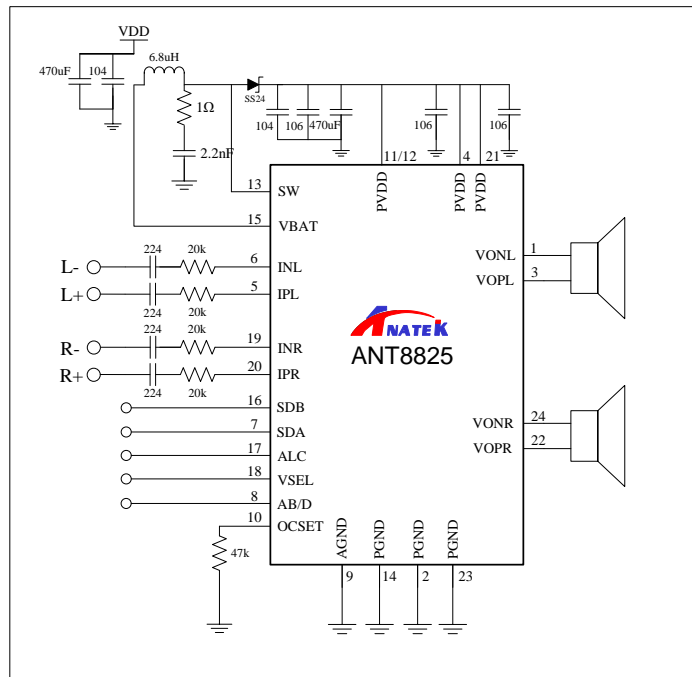 VDD
6.8uH
470uF 104
1Ω
SS24
104 106 470uF 106 106
2.2nF
11/12 4 21
PVDD PVDD PVDD
13 SW
15 VBAT
224 20k
L- 6 INL
L+ 5 IPL
224 20k
224 20k
R- 19 INR
R+ 20 IPR
224 20k
16 SDB
7 SDA
17 ALC
18 VSEL
8 AB/D
10 OCSET
47k
ANATEK
ANT8825
VONL 1
VOPL 3
VONR 24
VOPR 22
AGND PGND PGND PGND
9 14 2 23